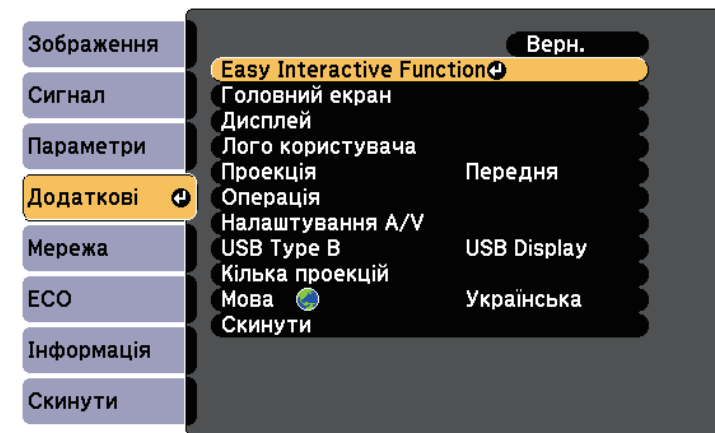 Зображення
Сигнал
Параметри
Додаткові
Мережа
ECO
Інформація
Скинути
Верн.
Easy Interactive Function
Головний екран
Дисплей
Лого користувача
Проекція Передня
Операція
Налаштування A/V
USB Type B USB Display
Кілька проекцій
Мова Українська
Скинути